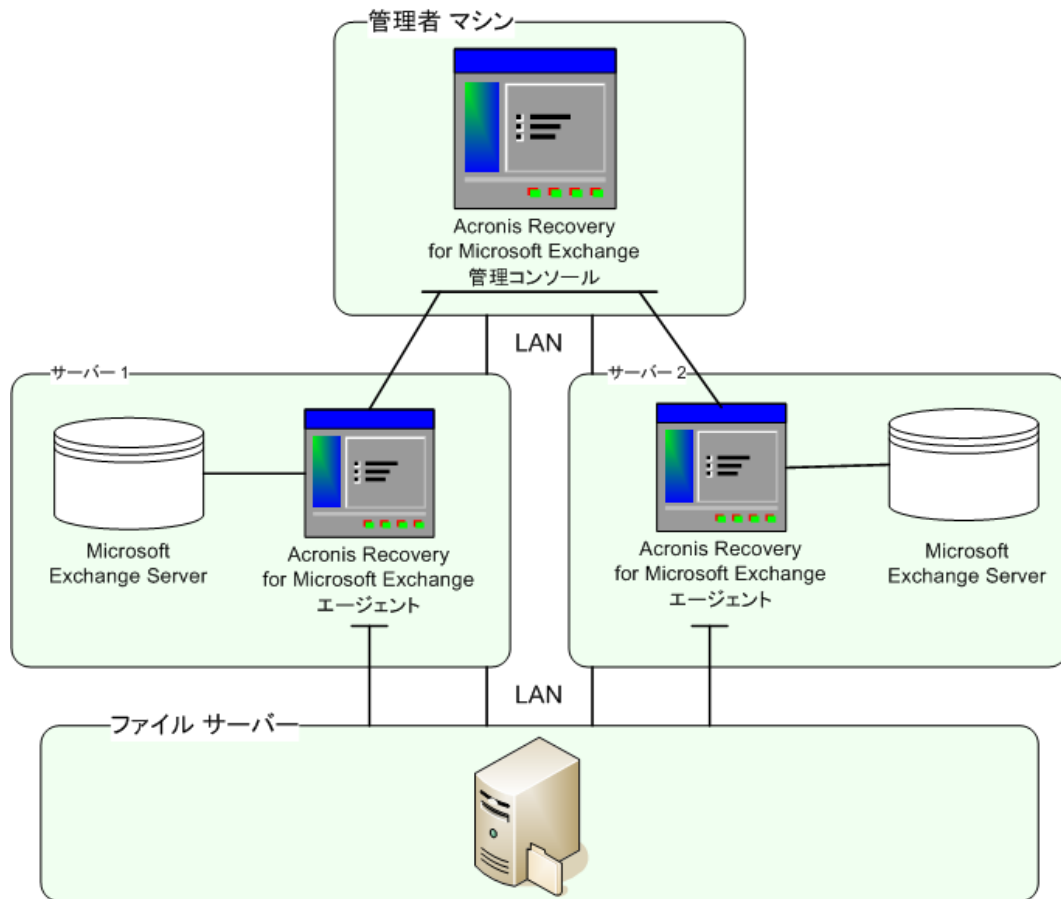 管理者 マシン
Acronis Recovery
for Microsoft Exchange
管理コンソール
LAN
サーバー 1
サーバー 2
Microsoft
Exchange Server
Acronis Recovery
for Microsoft Exchange
エージェント
Acronis Recovery
for Microsoft Exchange
エージェント
Microsoft
Exchange Server
LAN
ファイル サーバー